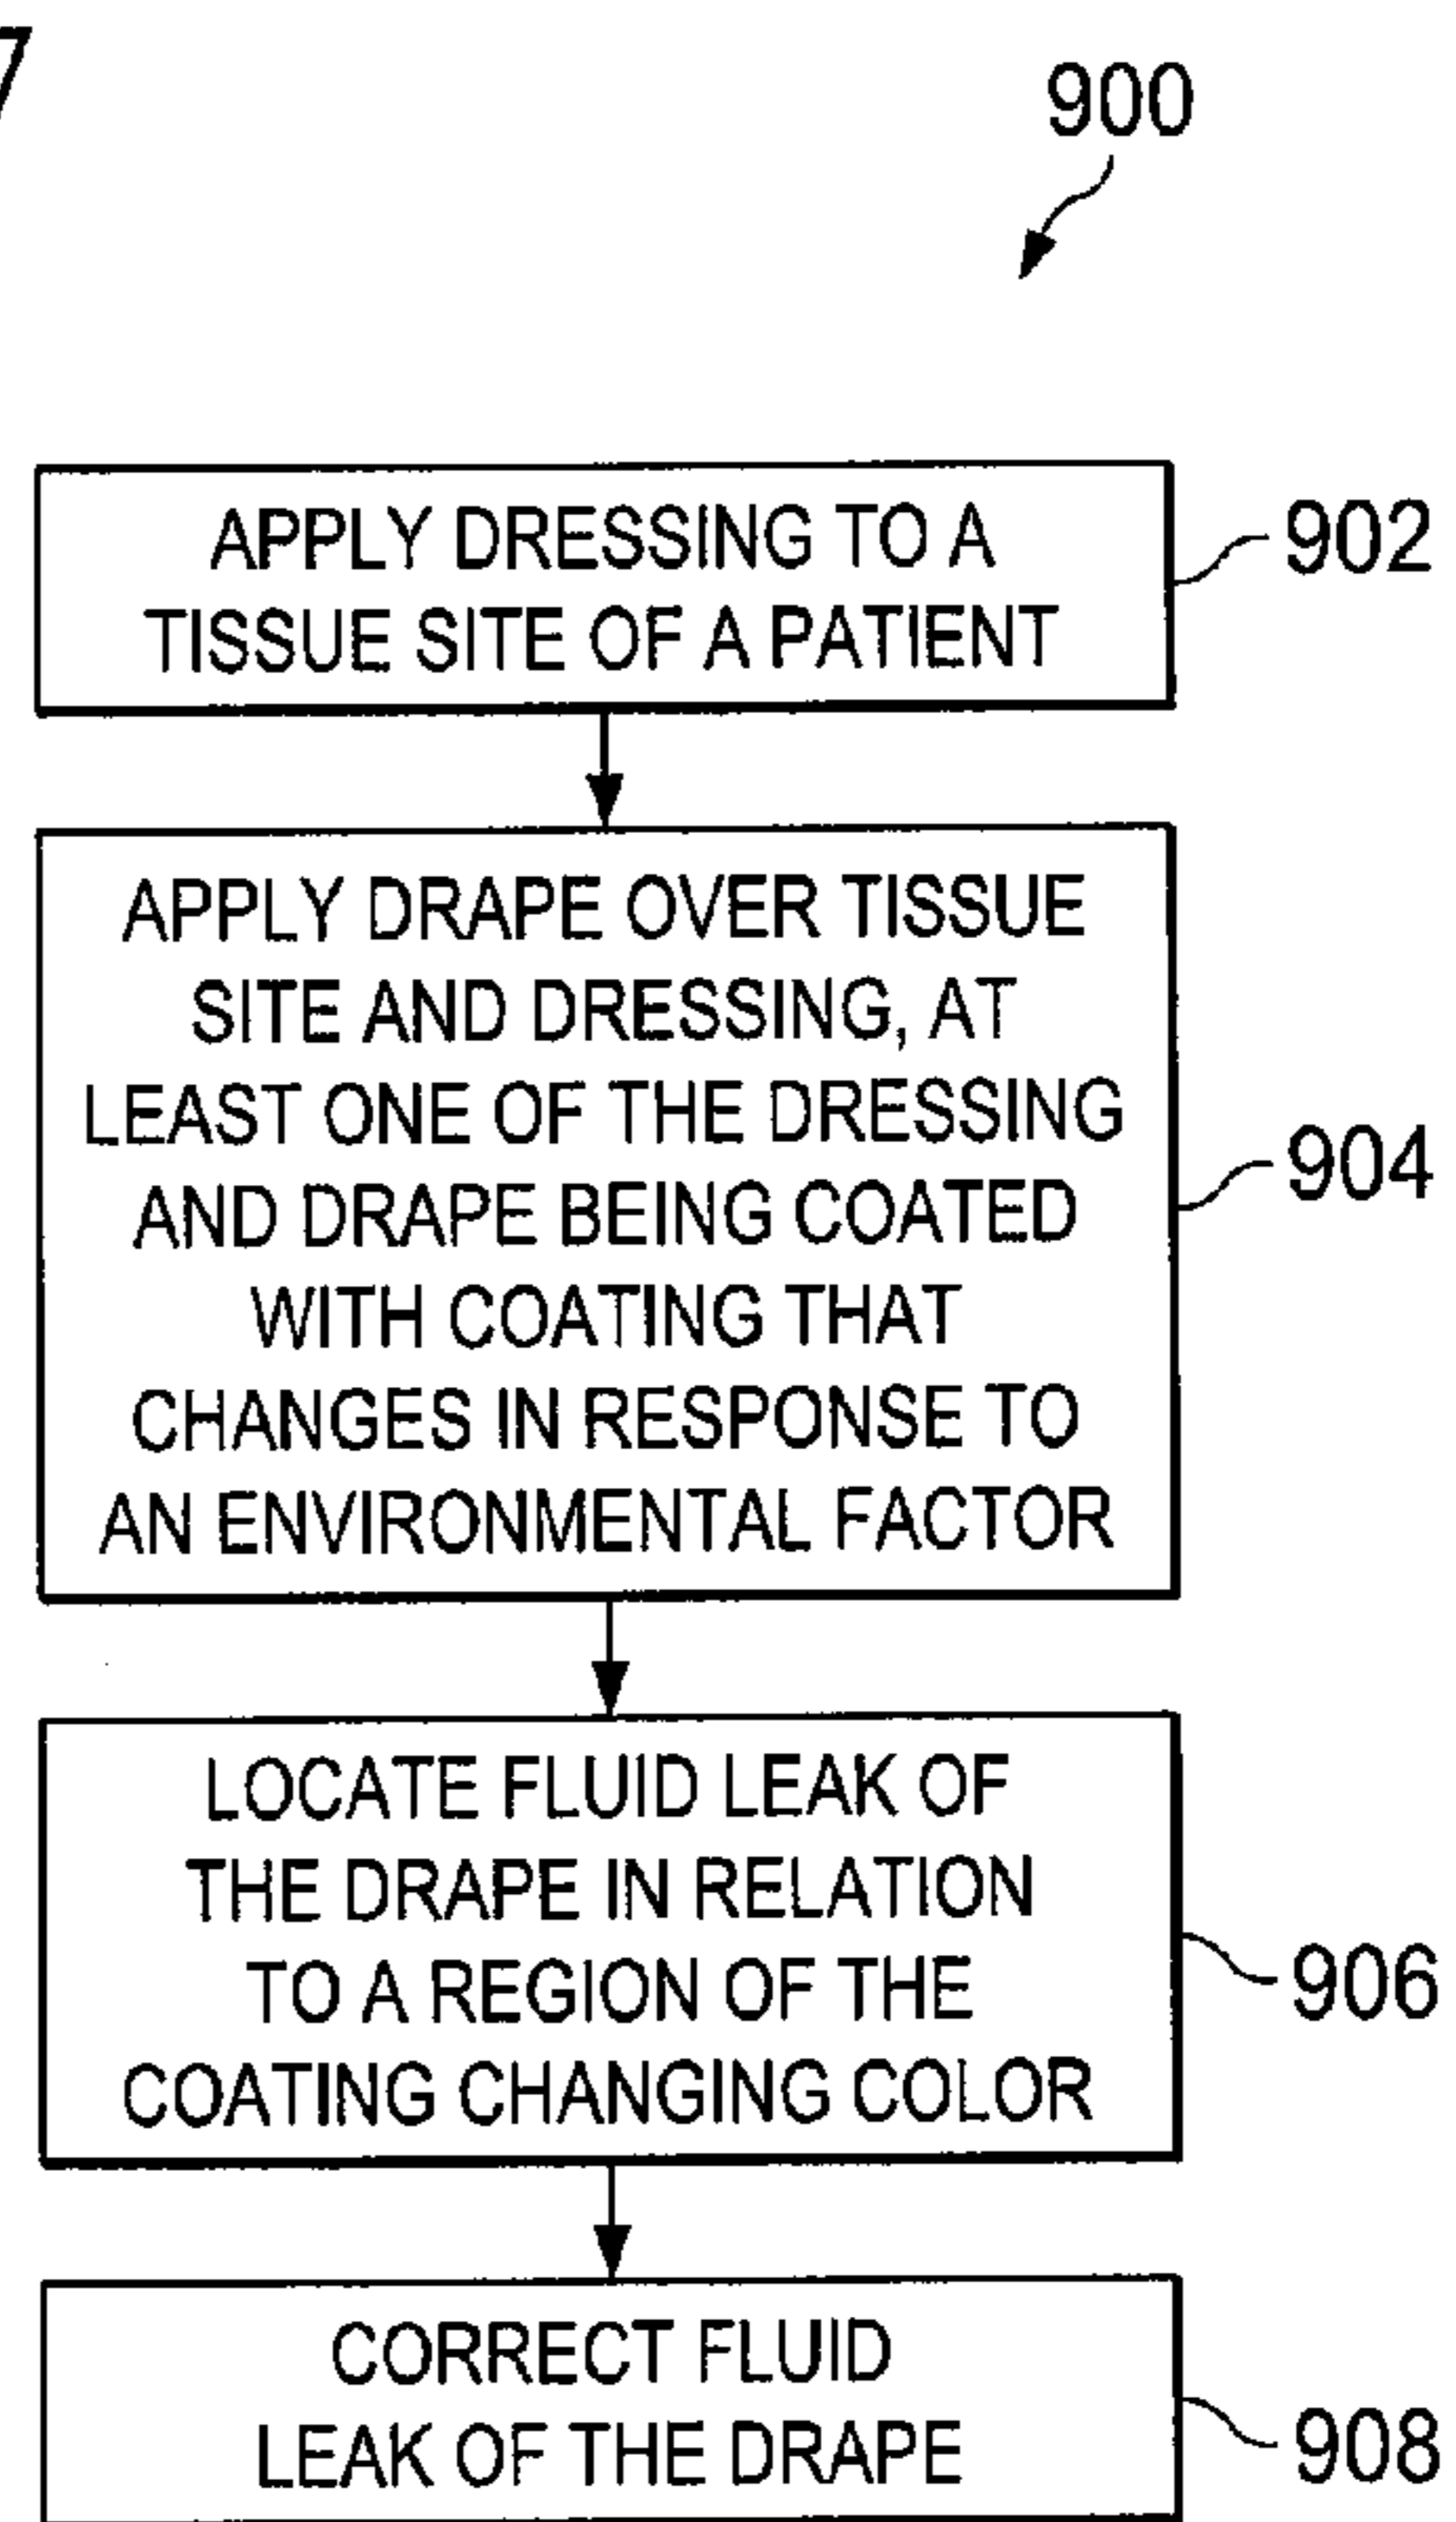 7
900
APPLY DRESSING TO A
TISSUE SITE OF A PATIENT
902
APPLY DRAPE OVER TISSUE
SITE AND DRESSING, AT
LEAST ONE OF THE DRESSING
AND DRAPE BEING COATED
WITH COATING THAT
CHANGES IN RESPONSE TO
AN ENVIRONMENTAL FACTOR
904
LOCATE FLUID LEAK OF
THE DRAPE IN RELATION
TO A REGION OF THE
COATING CHANGING COLOR
906
CORRECT FLUID
LEAK OF THE DRAPE
908